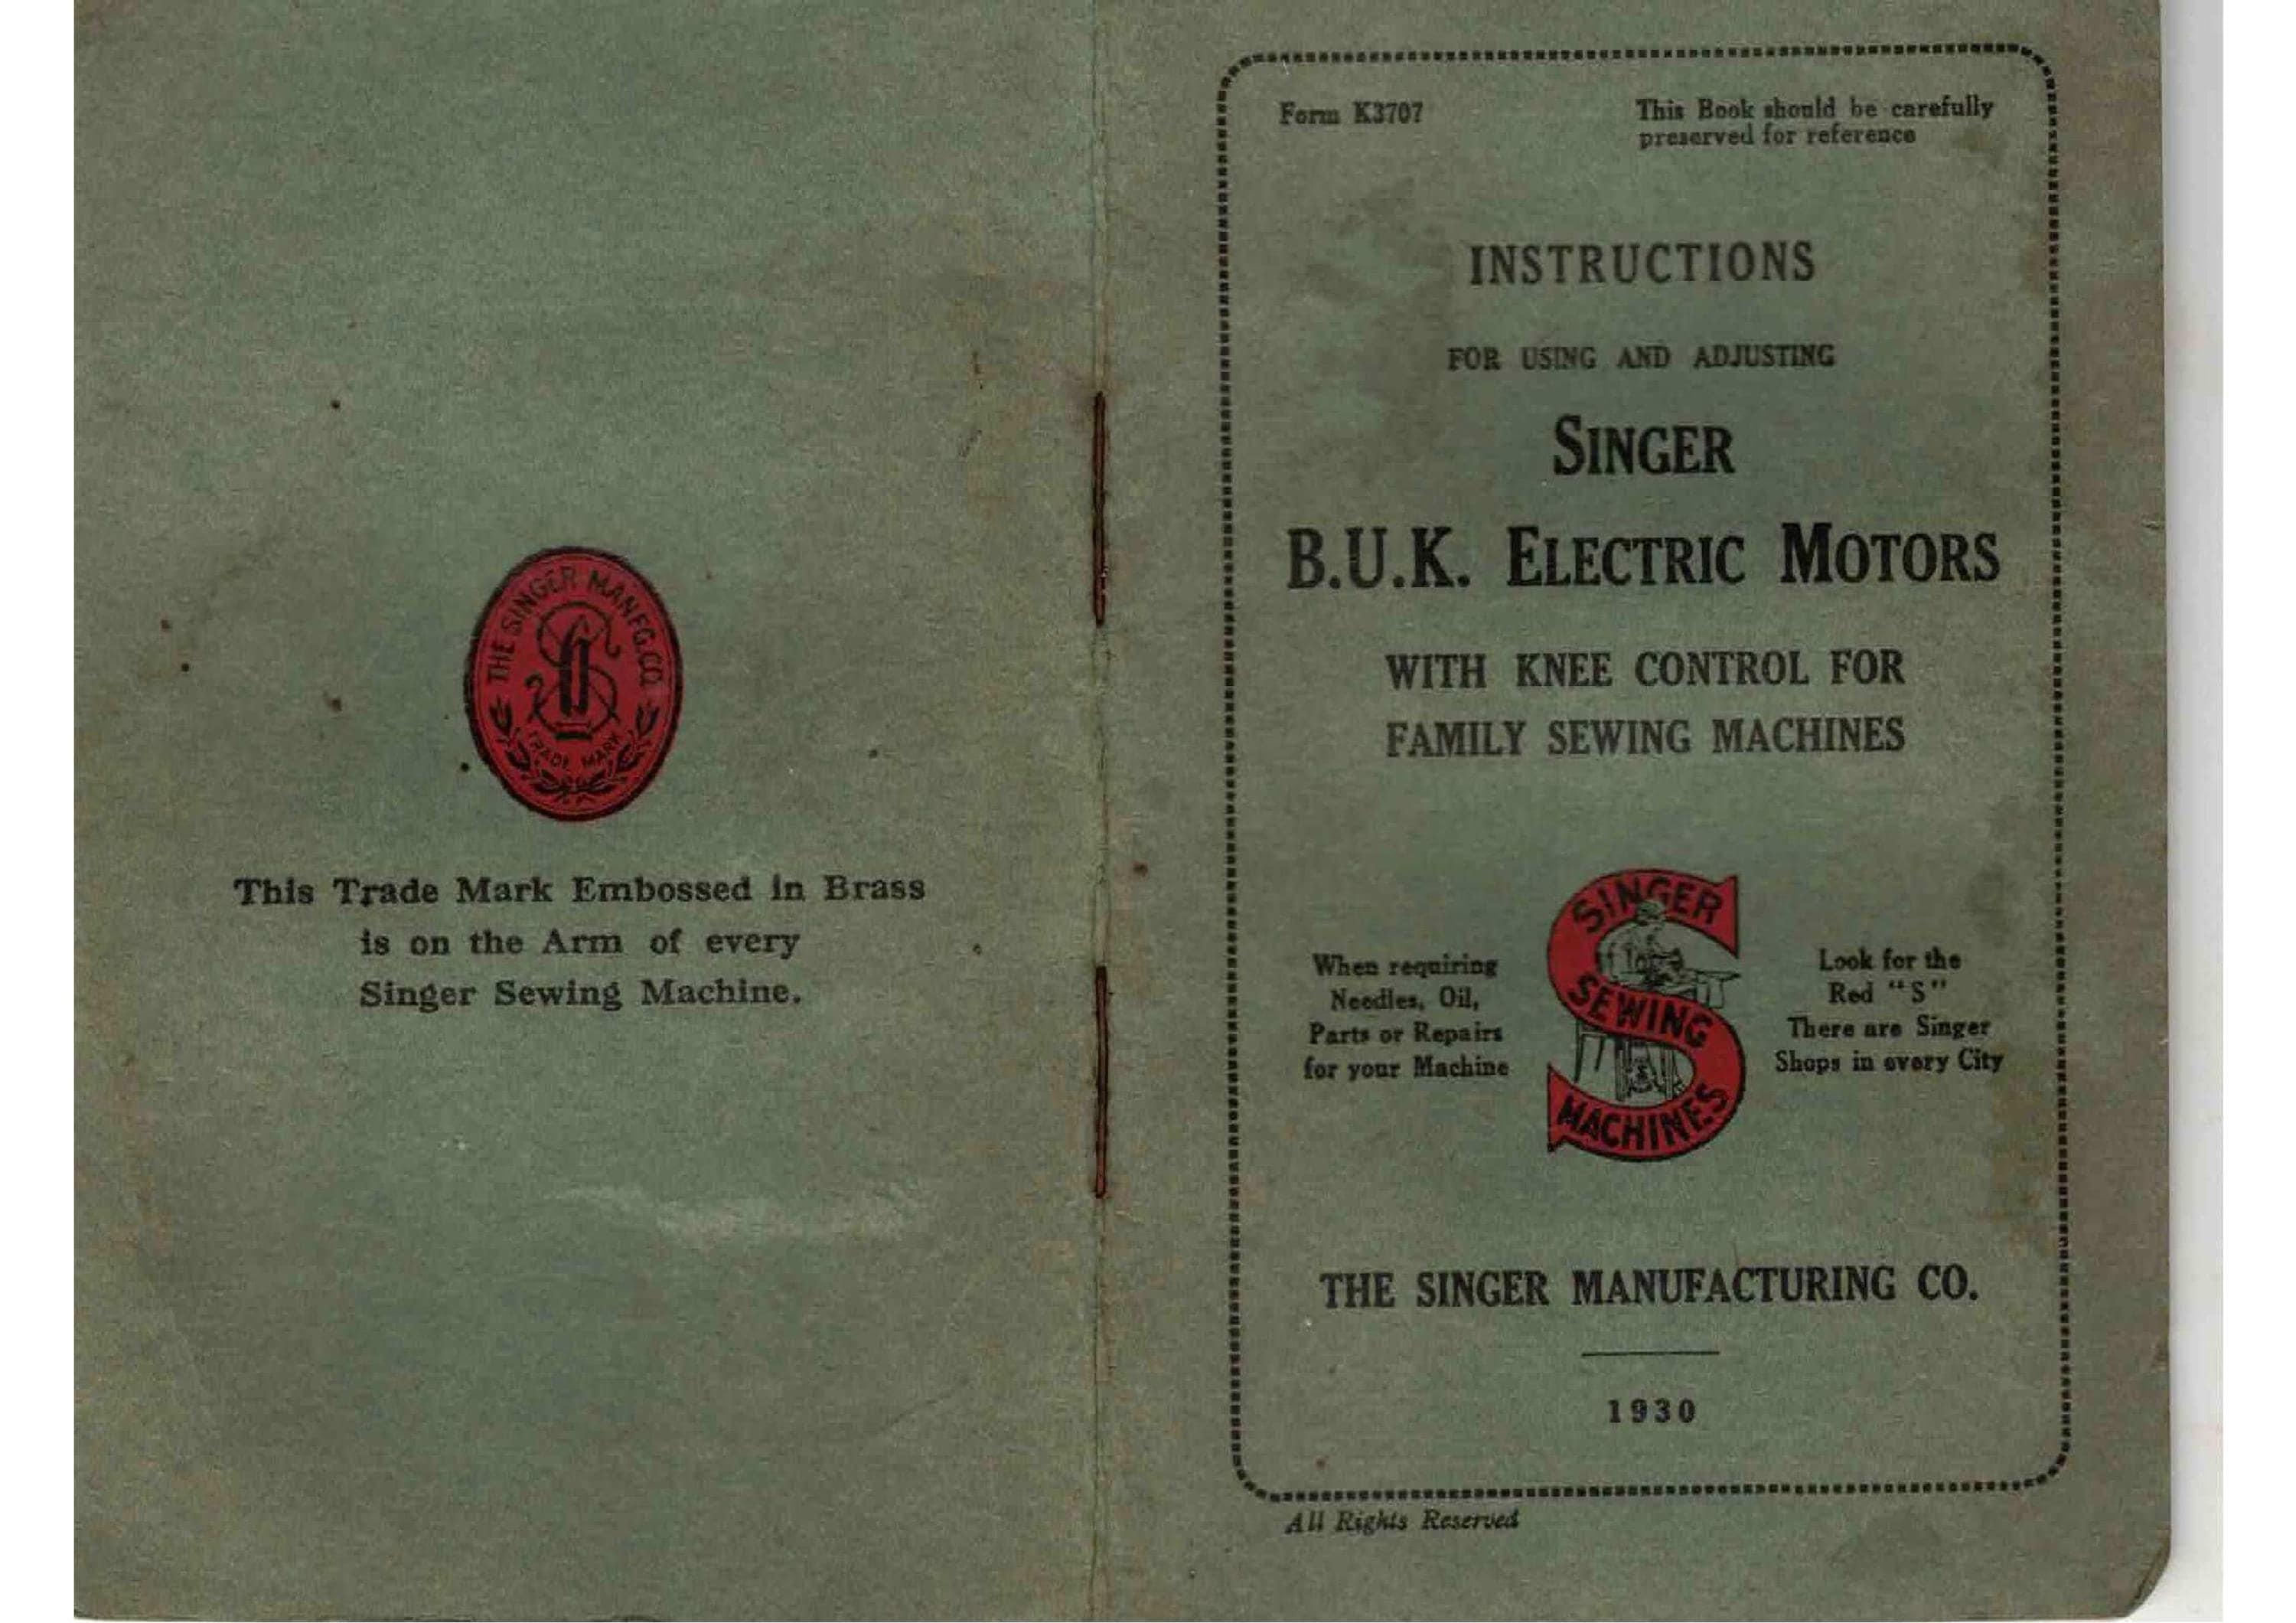 THE SINGER MANFG. CO.
TRADE MARK
This Trade Mark Embossed in Brass
is on the Arm of every
Singer Sewing Machine.
Form K3707
This Book should be carefully
preserved for reference
INSTRUCTIONS
FOR USING AND ADJUSTING
SINGER
B.U.K. ELECTRIC MOTORS
WITH KNEE CONTROL FOR
FAMILY SEWING MACHINES
When requiring
Needles, Oil,
Parts or Repairs
for your Machine
SINGER
SEWING
MACHINES
Look for the
Red "S"
There are Singer
Shops in every City
THE SINGER MANUFACTURING CO.
1930
All Rights Reserved